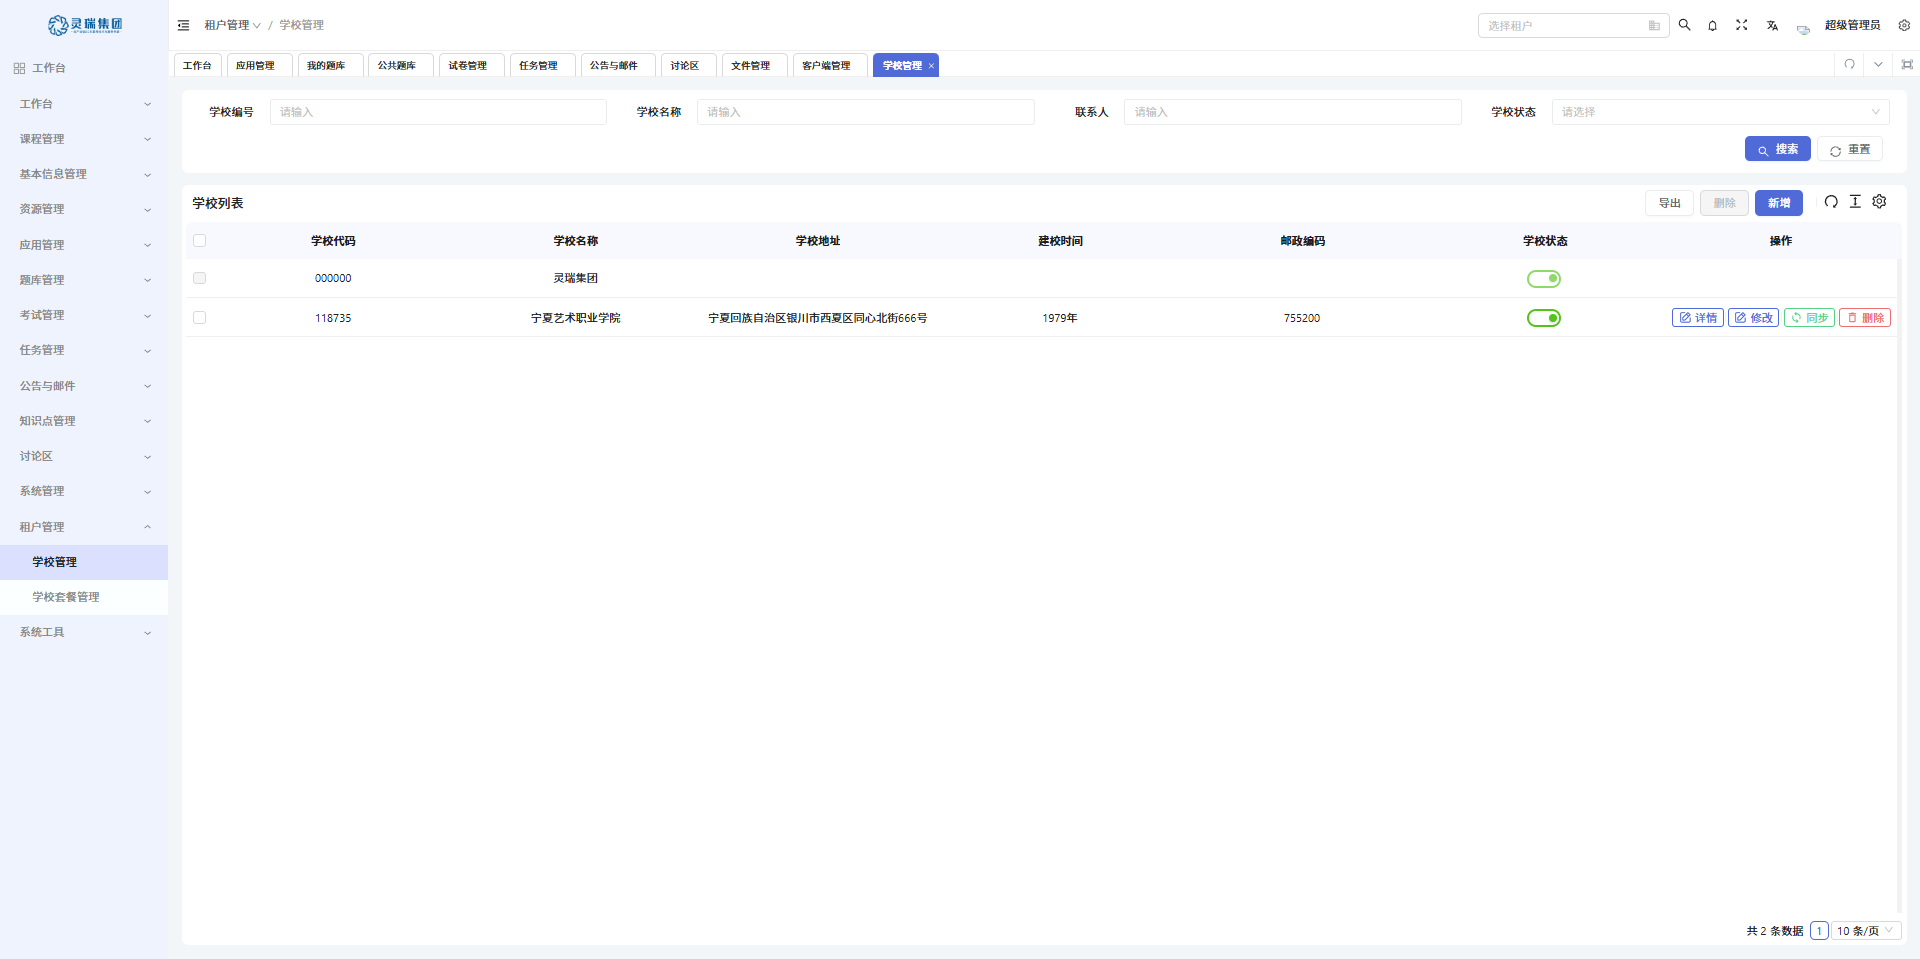 灵瑞集团
租户管理 / 学校管理
选择租户
超级管理员
工作台
工作台
课程管理
基本信息管理
资源管理
应用管理
题库管理
考试管理
任务管理
公告与邮件
知识点管理
讨论区
系统管理
租户管理
学校管理
学校套餐管理
系统工具
工作台 应用管理 我的题库 公共题库 试卷管理 任务管理 公告与邮件 讨论区 文件管理 客户端管理 学校管理 ×
学校编号 请输入 学校名称 请输入 联系人 请输入 学校状态 请选择
搜索 重置
学校列表 导出 删除 新增
学校代码 学校名称 学校地址 建校时间 邮政编码 学校状态 操作
000000 灵瑞集团
118735 宁夏艺术职业学院 宁夏回族自治区银川市西夏区同心北街666号 1979年 755200 详情 修改 同步 删除
共 2 条数据 1 10 条/页